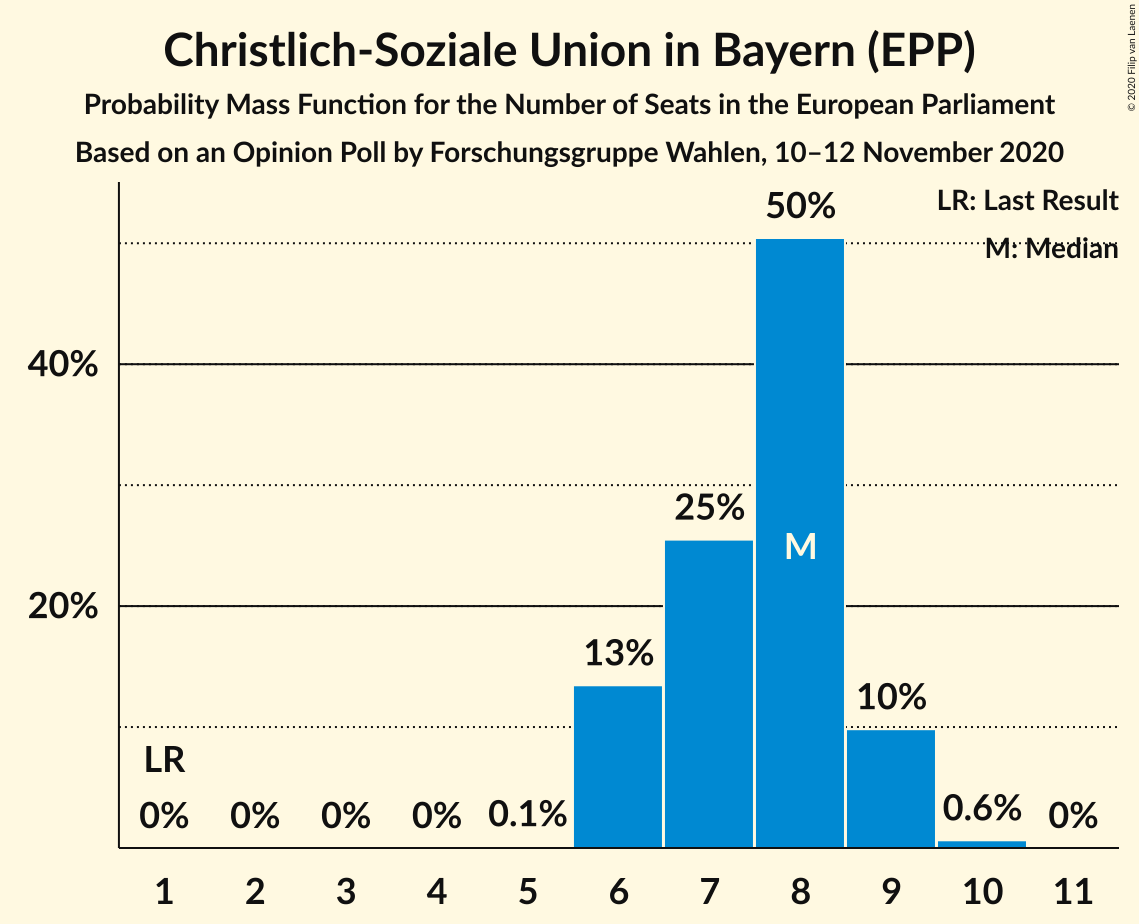 Christlich-Soziale Union in Bayern (EPP)
Probability Mass Function for the Number of Seats in the European Parliament
Based on an Opinion Poll by Forschungsgruppe Wahlen, 10–12 November 2020
© 2020 Filip van Laenen
LR: Last Result
M: Median
50%
40%
25%
M
20%
13%
10%
LR
0% 0% 0% 0% 0.1% 0.6% 0%
1 2 3 4 5 6 7 8 9 10 11